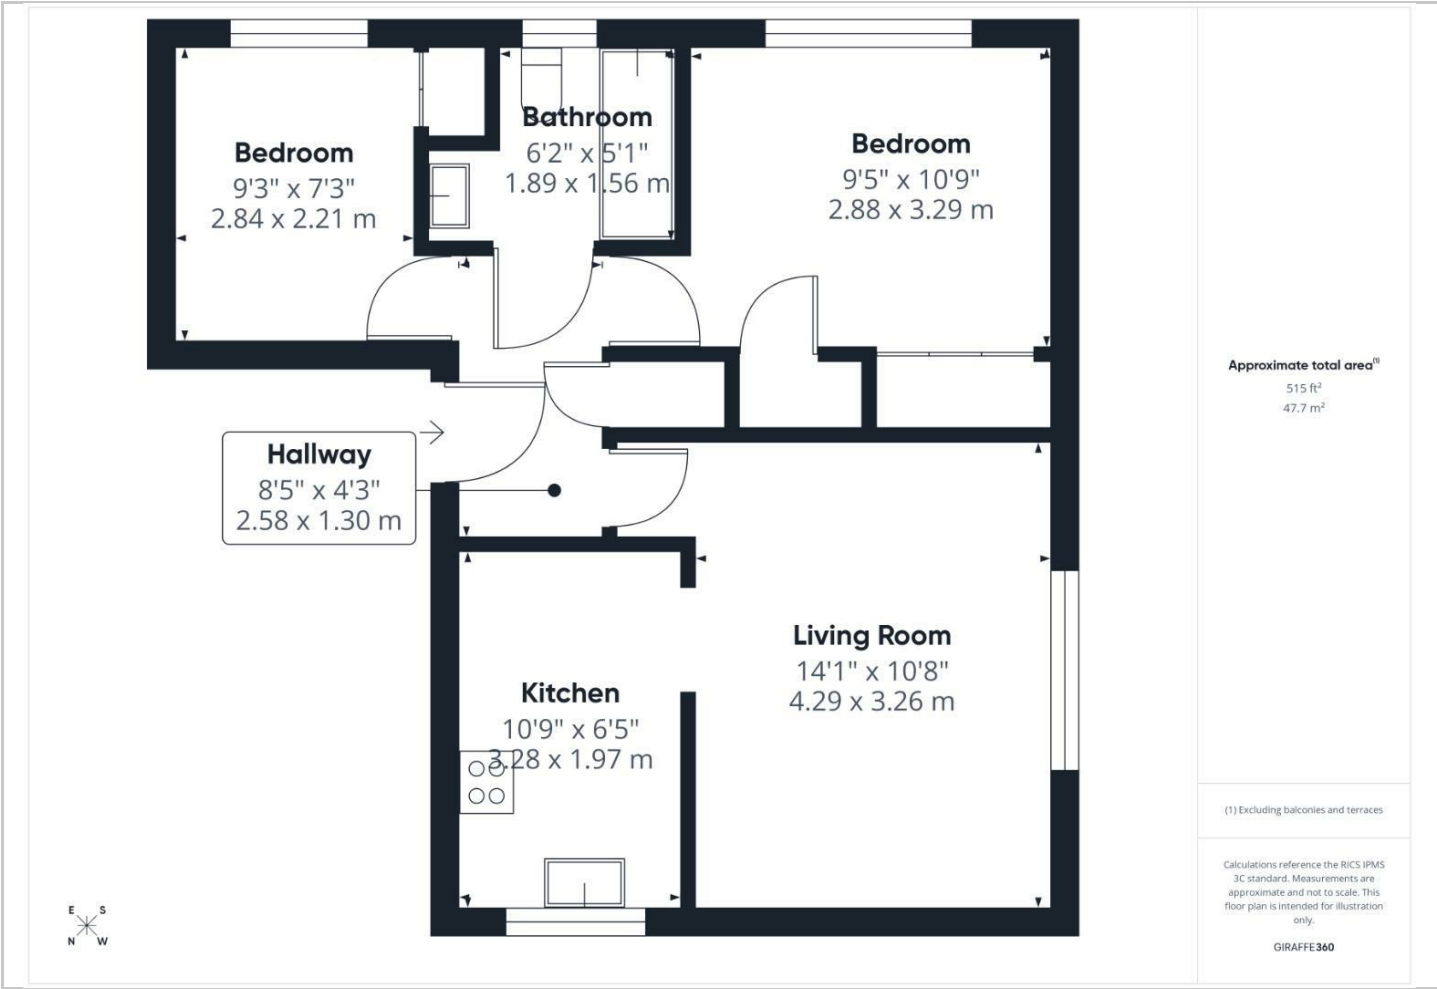 Bedroom
9'3" x 7'3"
2.84 x 2.21 m
Bathroom
6'2" x 5'1"
1.89 x 1.56 m
Bedroom
9'5" x 10'9"
2.88 x 3.29 m
Hallway
8'5" x 4'3"
2.58 x 1.30 m
Living Room
14'1" x 10'8"
4.29 x 3.26 m
Kitchen
10'9" x 6'5"
3.28 x 1.97 m
E S
N W
Approximate total area(1)
515 ft²
47.7 m²
(1) Excluding balconies and terraces
Calculations reference the RICS IPMS
3C standard. Measurements are
approximate and not to scale. This
floor plan is intended for illustration
only.
GIRAFFE360